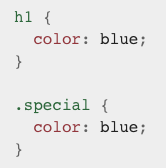 h1 {
  color: blue;
}

.special {
  color: blue;
}